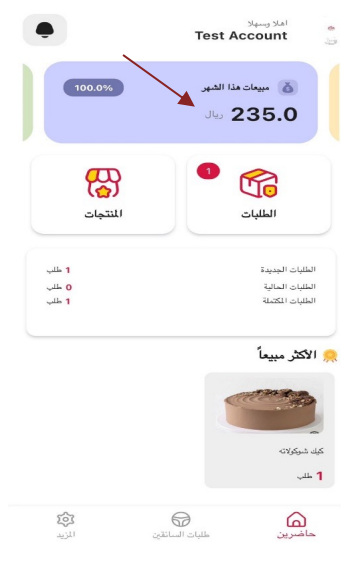 اهلا وسهلا
Test Account
مبيعات هذا الشهر
100.0%
235.0 ريال
1
الطلبات
المنتجات
الطلبات الجديدة 1 طلب
الطلبات الحالية 0 طلب
الطلبات المكتملة 1 طلب
الأكثر مبيعاً
كيك شوكولاته
1 طلب
حاضرين
طلبات السائقين
المزيد